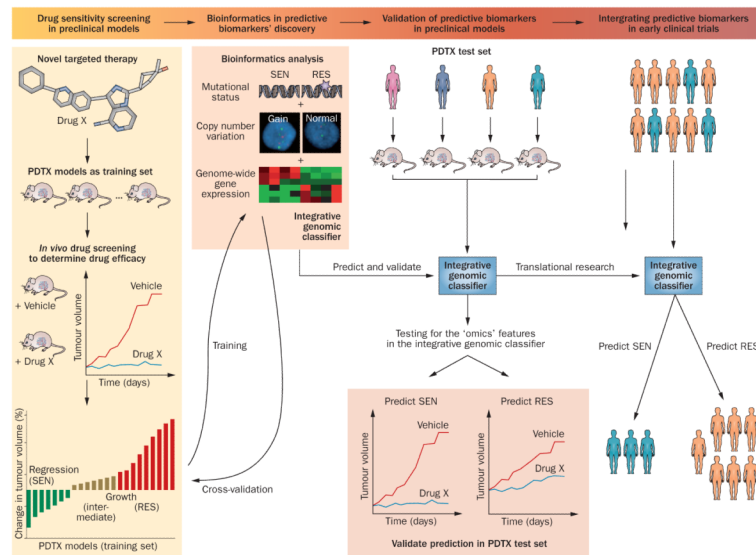 Drug sensitivity screening
in preclinical models
Bioinformatics in predictive
biomarkers' discovery
Validation of predictive biomarkers
in preclinical models
Intergrating predictive biomarkers
in early clinical trials
Novel targeted therapy
Drug X
PDTX models as training set
...
In vivo drug screening
to determine drug efficacy
+ Vehicle
+ Drug X
Tumour volume
Vehicle
Drug X
Time (days)
Change in tumour volume (%)
Regression
(SEN)
(inter-
mediate)
Growth
(RES)
PDTX models (training set)
Bioinformatics analysis
SEN
RES
Mutational
status
+
Copy number
variation
Gain
Normal
+
Genome-wide
gene
expression
Integrative
genomic
classifier
Training
Cross-validation
PDTX test set
Predict and validate
Integrative
genomic
classifier
Translational research
Testing for the 'omics' features
in the integrative genomic classifier
Predict SEN
Tumour volume
Vehicle
Drug X
Time (days)
Predict RES
Tumour volume
Vehicle
Drug X
Time (days)
Validate prediction in PDTX test set
Integrative
genomic
classifier
Predict SEN
Predict RES